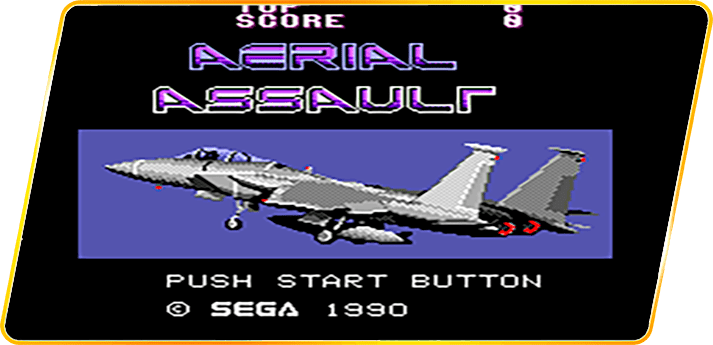 TOP 0
SCORE 0
AERIAL
ASSAULT
PUSH START BUTTON
© SEGA 1990